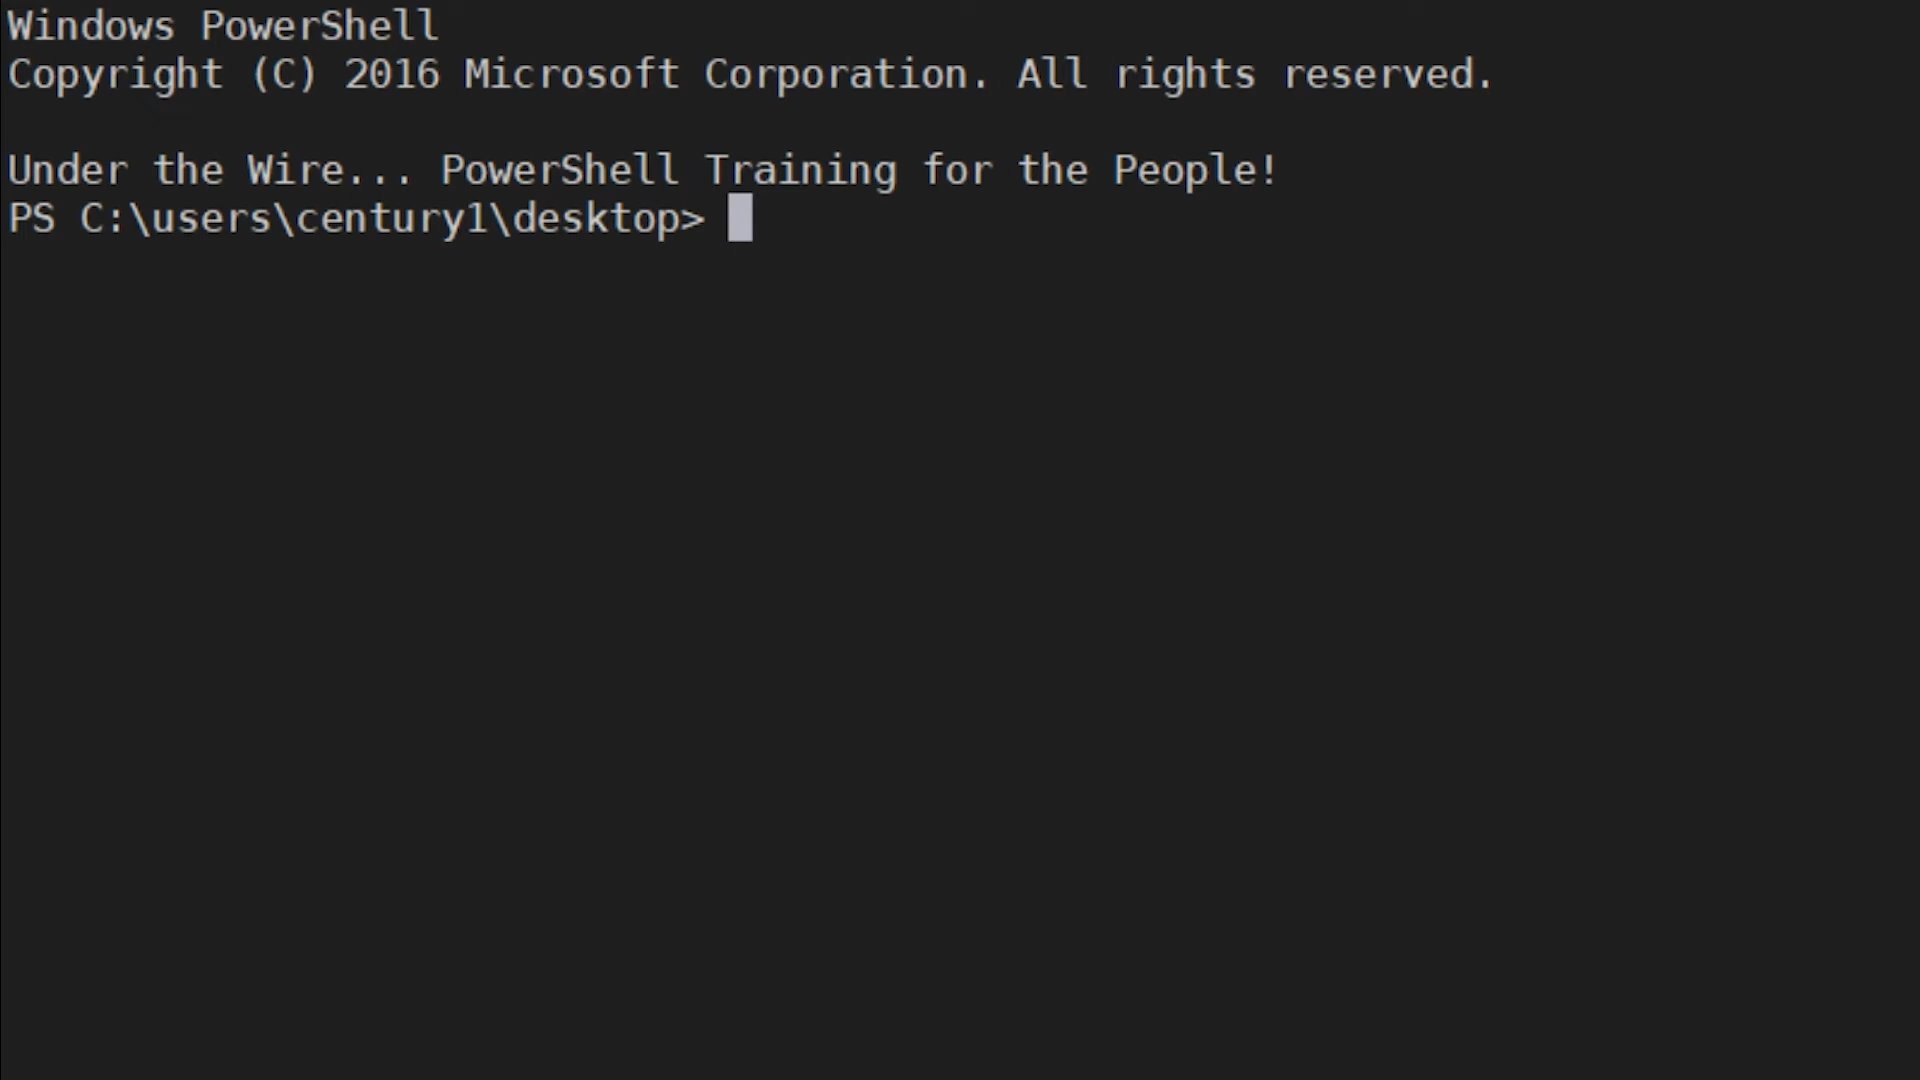 Windows PowerShell
Copyright (C) 2016 Microsoft Corporation. All rights reserved.
Under the Wire... PowerShell Training for the People!
PS C:\users\century1\desktop>